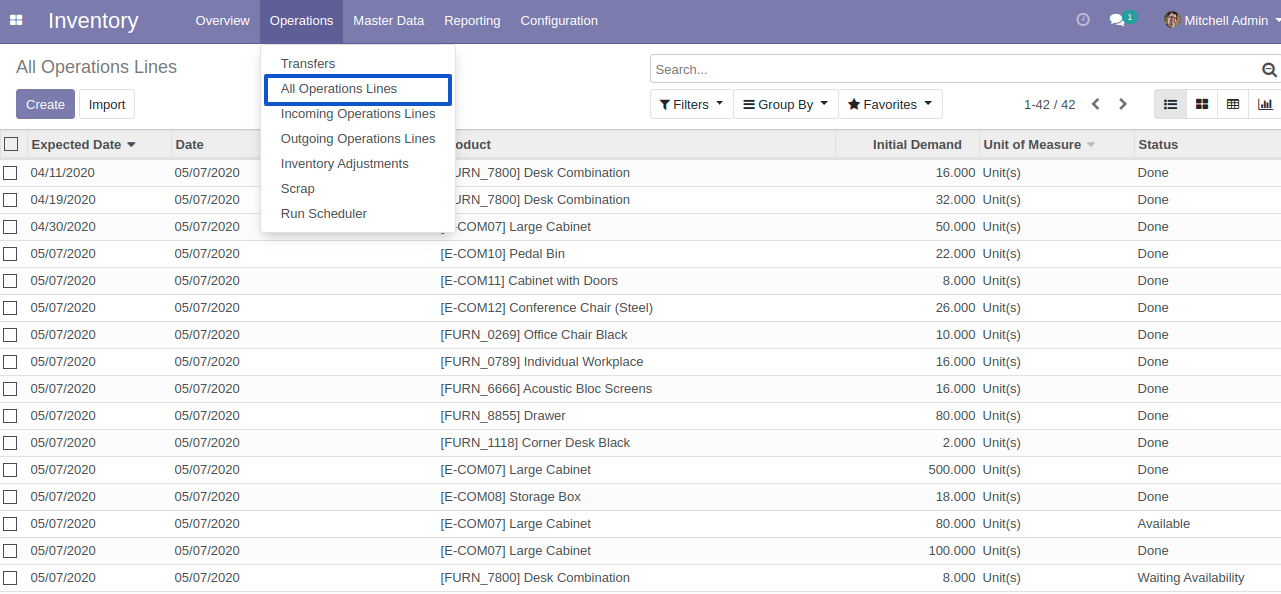 Inventory Overview Operations Master Data Reporting Configuration 1 Mitchell Admin
All Operations Lines
Search...
Create Import
Filters Group By Favorites 1-42 / 42
Transfers
All Operations Lines
Incoming Operations Lines
Outgoing Operations Lines
Inventory Adjustments
Scrap
Run Scheduler
Expected Date Date oduct Initial Demand Unit of Measure Status
04/11/2020 05/07/2020 FURN_7800] Desk Combination 16.000 Unit(s) Done
04/19/2020 05/07/2020 FURN_7800] Desk Combination 32.000 Unit(s) Done
04/30/2020 05/07/2020 [E-COM07] Large Cabinet 50.000 Unit(s) Done
05/07/2020 05/07/2020 [E-COM10] Pedal Bin 22.000 Unit(s) Done
05/07/2020 05/07/2020 [E-COM11] Cabinet with Doors 8.000 Unit(s) Done
05/07/2020 05/07/2020 [E-COM12] Conference Chair (Steel) 26.000 Unit(s) Done
05/07/2020 05/07/2020 [FURN_0269] Office Chair Black 10.000 Unit(s) Done
05/07/2020 05/07/2020 [FURN_0789] Individual Workplace 16.000 Unit(s) Done
05/07/2020 05/07/2020 [FURN_6666] Acoustic Bloc Screens 16.000 Unit(s) Done
05/07/2020 05/07/2020 [FURN_8855] Drawer 80.000 Unit(s) Done
05/07/2020 05/07/2020 [FURN_1118] Corner Desk Black 2.000 Unit(s) Done
05/07/2020 05/07/2020 [E-COM07] Large Cabinet 500.000 Unit(s) Done
05/07/2020 05/07/2020 [E-COM08] Storage Box 18.000 Unit(s) Done
05/07/2020 05/07/2020 [E-COM07] Large Cabinet 80.000 Unit(s) Available
05/07/2020 05/07/2020 [E-COM07] Large Cabinet 100.000 Unit(s) Done
05/07/2020 05/07/2020 [FURN_7800] Desk Combination 8.000 Unit(s) Waiting Availability